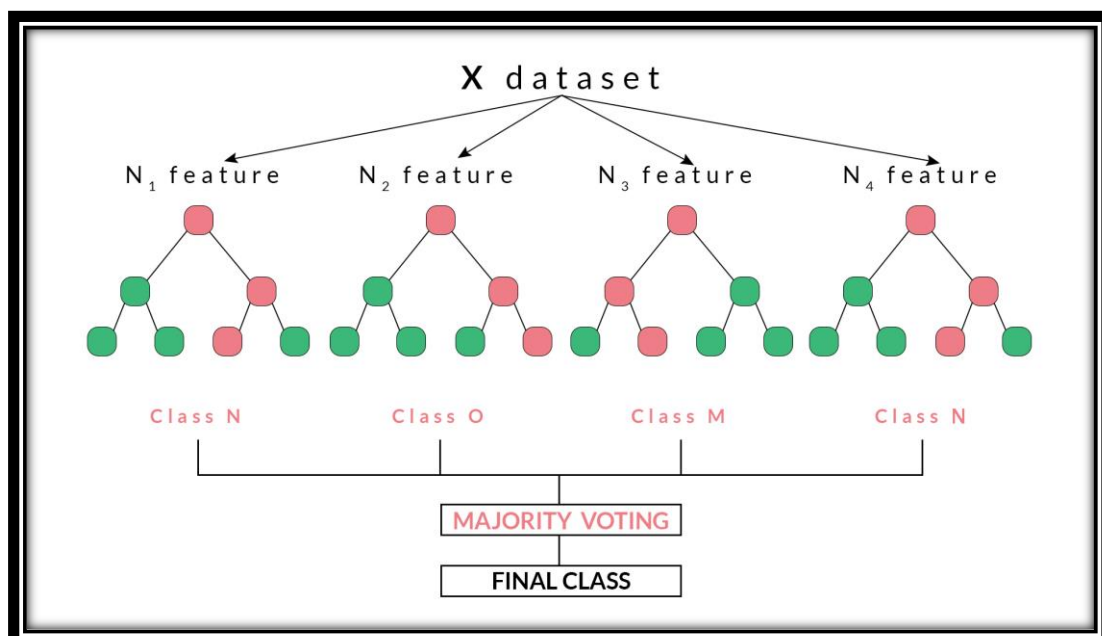 X dataset
N₁ feature N₂ feature N₃ feature N₄ feature
Class N Class O Class M Class N
MAJORITY VOTING
FINAL CLASS